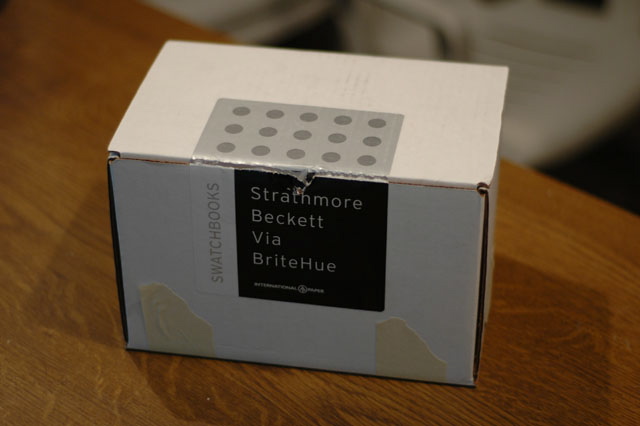 SWATCHBOOKS
Strathmore
Beckett
Via
BriteHue
INTERNATIONAL PAPER